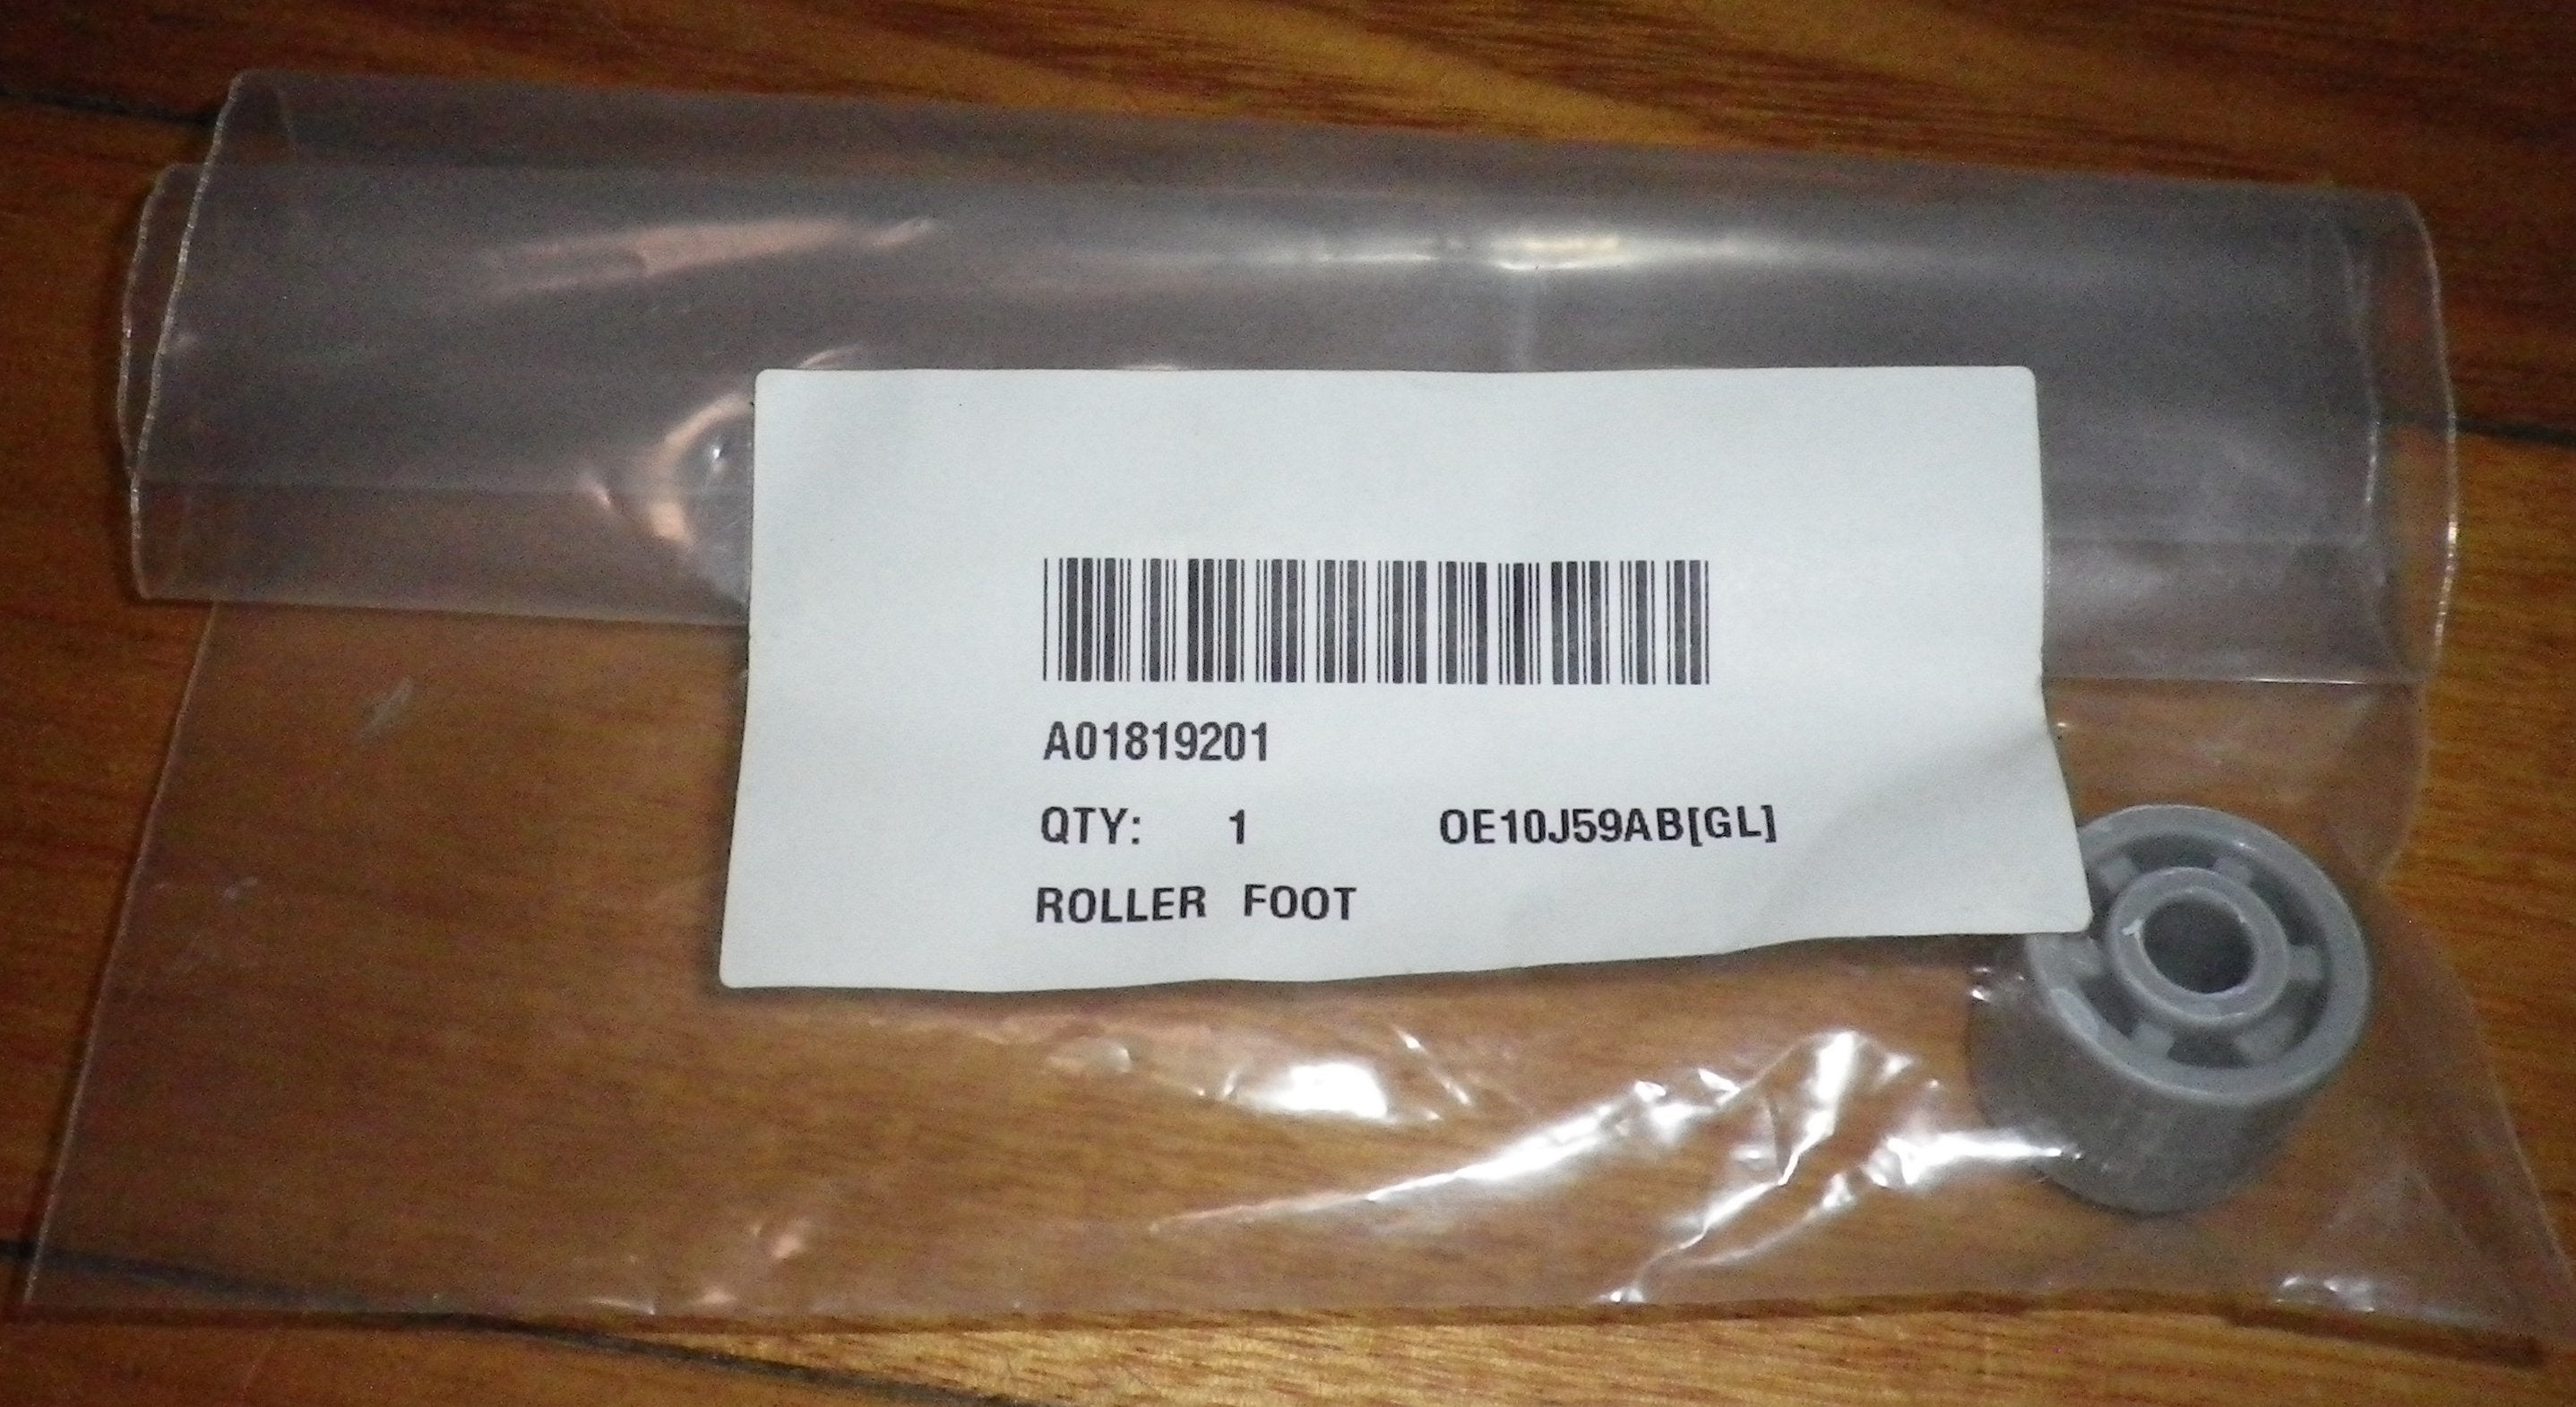 A01819201
QTY: 1 OE10J59AB[GL]
ROLLER FOOT